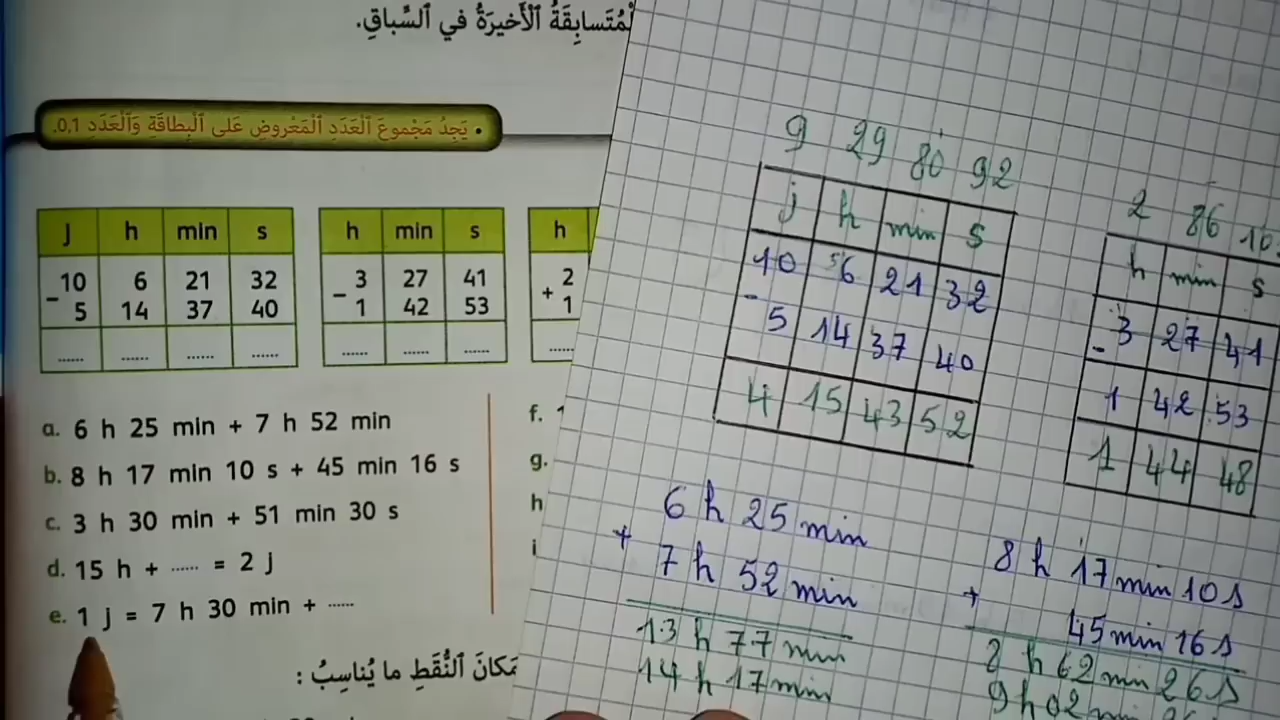 لْمُتَسابِقَةُ ٱلْأَخيرَةُ في ٱلسِّباقِ.
• يَجِدُ مَجْموعَ ٱلْعَدَدِ ٱلْمَعْروضِ عَلى ٱلْبِطاقَةِ وَٱلْعَدَدِ 0,1.
J h min s
- 10 6 21 32
5 14 37 40
...... ...... ...... ......
h min s
- 3 27 41
1 42 53
...... ...... ......
h
+ 2
1
......
a. 6 h 25 min + 7 h 52 min
b. 8 h 17 min 10 s + 45 min 16 s
c. 3 h 30 min + 51 min 30 s
d. 15 h + ...... = 2 J
e. 1 j = 7 h 30 min + ......
f.
g.
h
i
مَكانَ ٱلنُّقَطِ ما يُناسِبُ :
9 29 80 92
j h min s
10 6 21 32
- 5 14 37 40
4 15 43 52
2 86 10
h min s
3 27 41
- 1 42 53
1 44 48
6 h 25 min
+ 7 h 52 min
13 h 77 min
14 h 17 min
8 h 17 min 10 s
+ 45 min 16 s
h 62 min 26 s
9 h 02 min